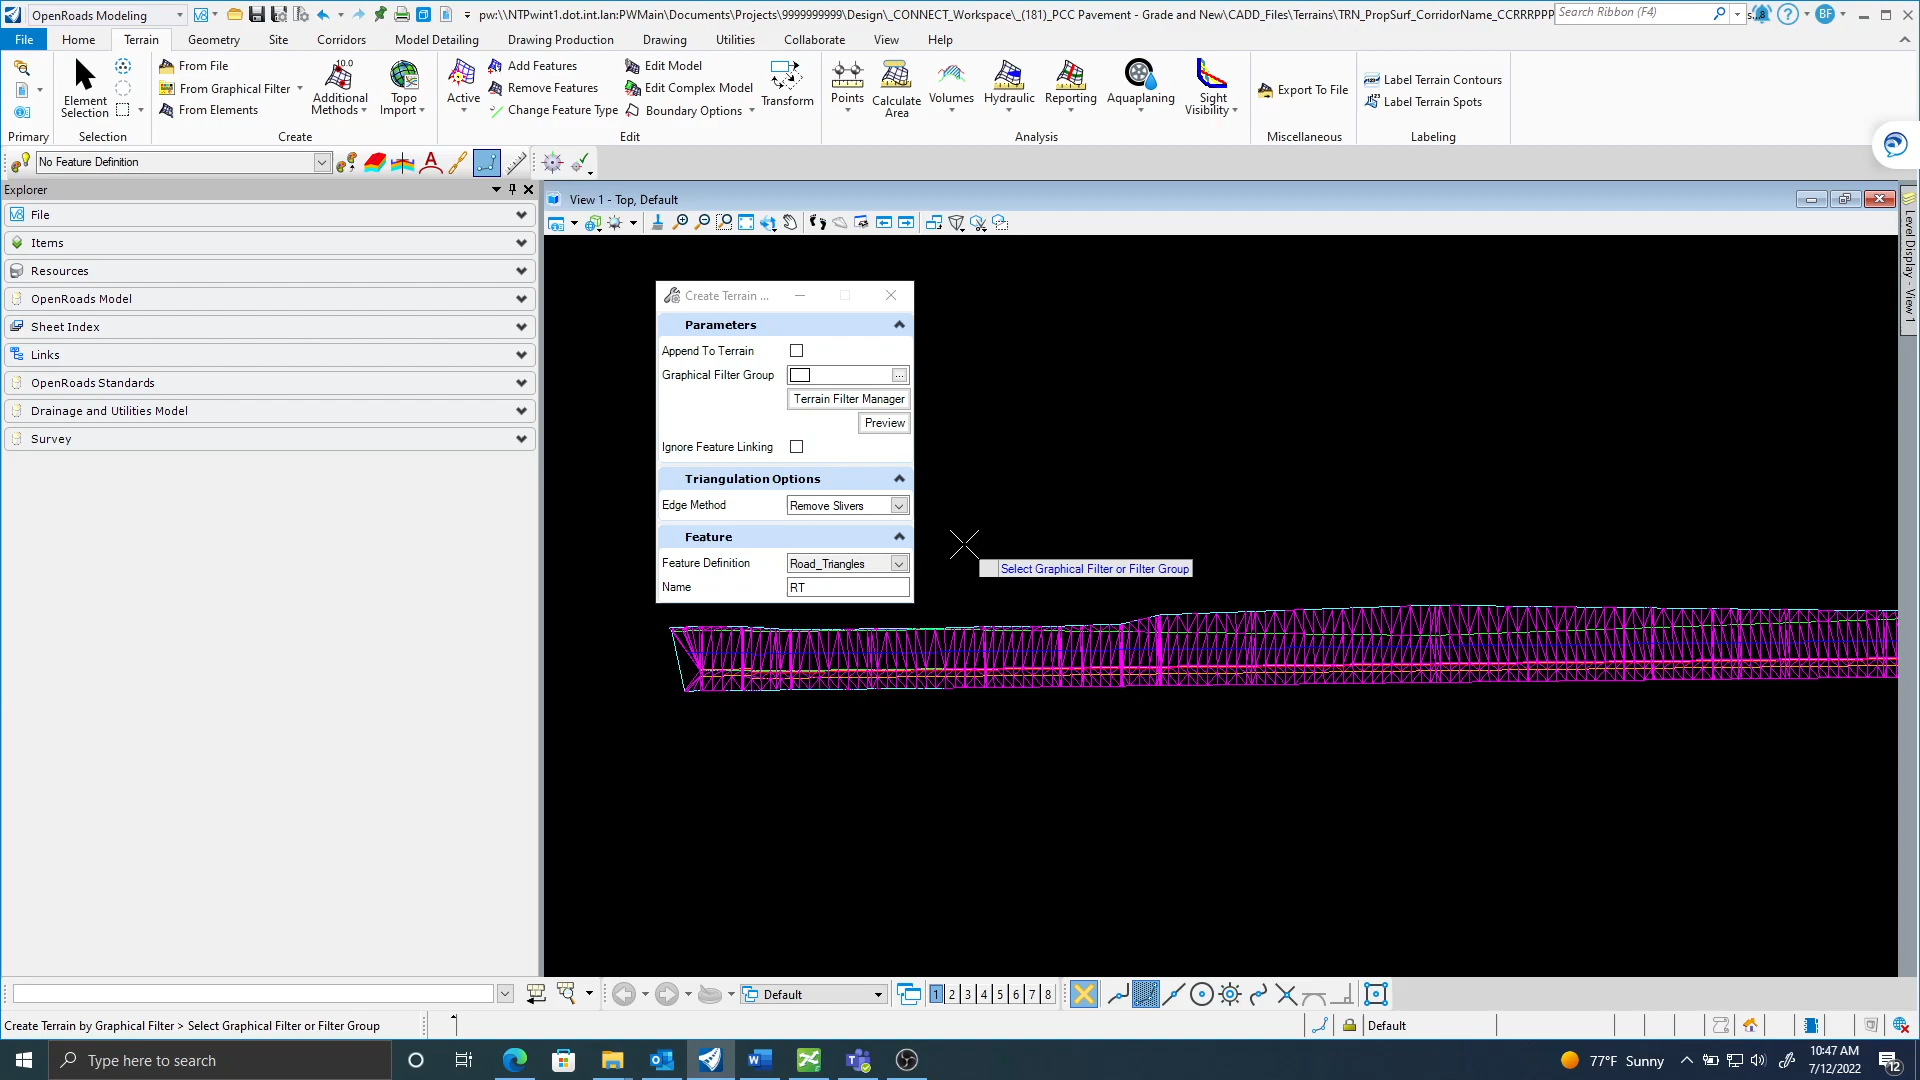 OpenRoads Modeling
pw:\\NTPwint1.dot.int.lan:PWMain\Documents\Projects\9999999999\Design\_CONNECT_Workspace\_(181)_PCC Pavement - Grade and New\CADD_Files\Terrains\TRN_PropSurf_CorridorName_CCRRRPPP
Search Ribbon (F4)
BF
File Home Terrain Geometry Site Corridors Model Detailing Drawing Production Drawing Utilities Collaborate View Help
Element Selection
From File
From Graphical Filter
From Elements
10.0
Additional Methods
Topo Import
Active
Add Features
Remove Features
Change Feature Type
Edit Model
Edit Complex Model
Boundary Options
Transform
Points
Calculate Area
Volumes
Hydraulic
Reporting
Aquaplaning
Sight Visibility
Export To File
Label Terrain Contours
Label Terrain Spots
Primary Selection Create Edit Analysis Miscellaneous Labeling
No Feature Definition
Explorer
File
Items
Resources
OpenRoads Model
Sheet Index
Links
OpenRoads Standards
Drainage and Utilities Model
Survey
View 1 - Top, Default
Level Display - View 1
Create Terrain ...
Parameters
Append To Terrain
Graphical Filter Group ...
Terrain Filter Manager
Preview
Ignore Feature Linking
Triangulation Options
Edge Method Remove Slivers
Feature
Feature Definition Road_Triangles
Name RT
Select Graphical Filter or Filter Group
Default
1 2 3 4 5 6 7 8
Create Terrain by Graphical Filter > Select Graphical Filter or Filter Group
Default
Type here to search
77°F Sunny
10:47 AM
7/12/2022
12